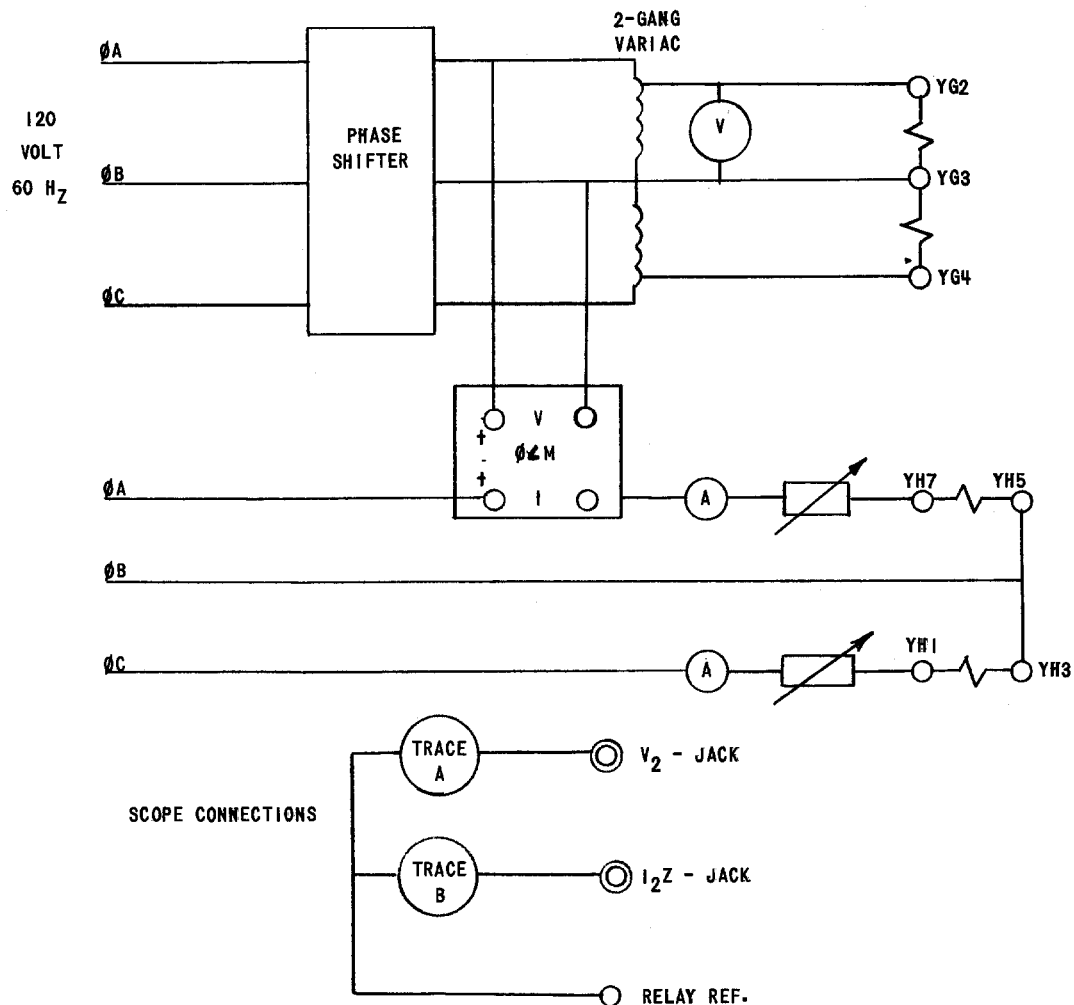 2-GANG
VARIAC
ØA
120
VOLT
60 HZ
PHASE
SHIFTER
V
YG2
ØB
YG3
ØC
YG4
V
+
-
+
Ø∠M
ØA
I
A
YH7
YH5
ØB
ØC
A
YH1
YH3
TRACE
A
V2 - JACK
SCOPE CONNECTIONS
TRACE
B
I2Z - JACK
RELAY REF.